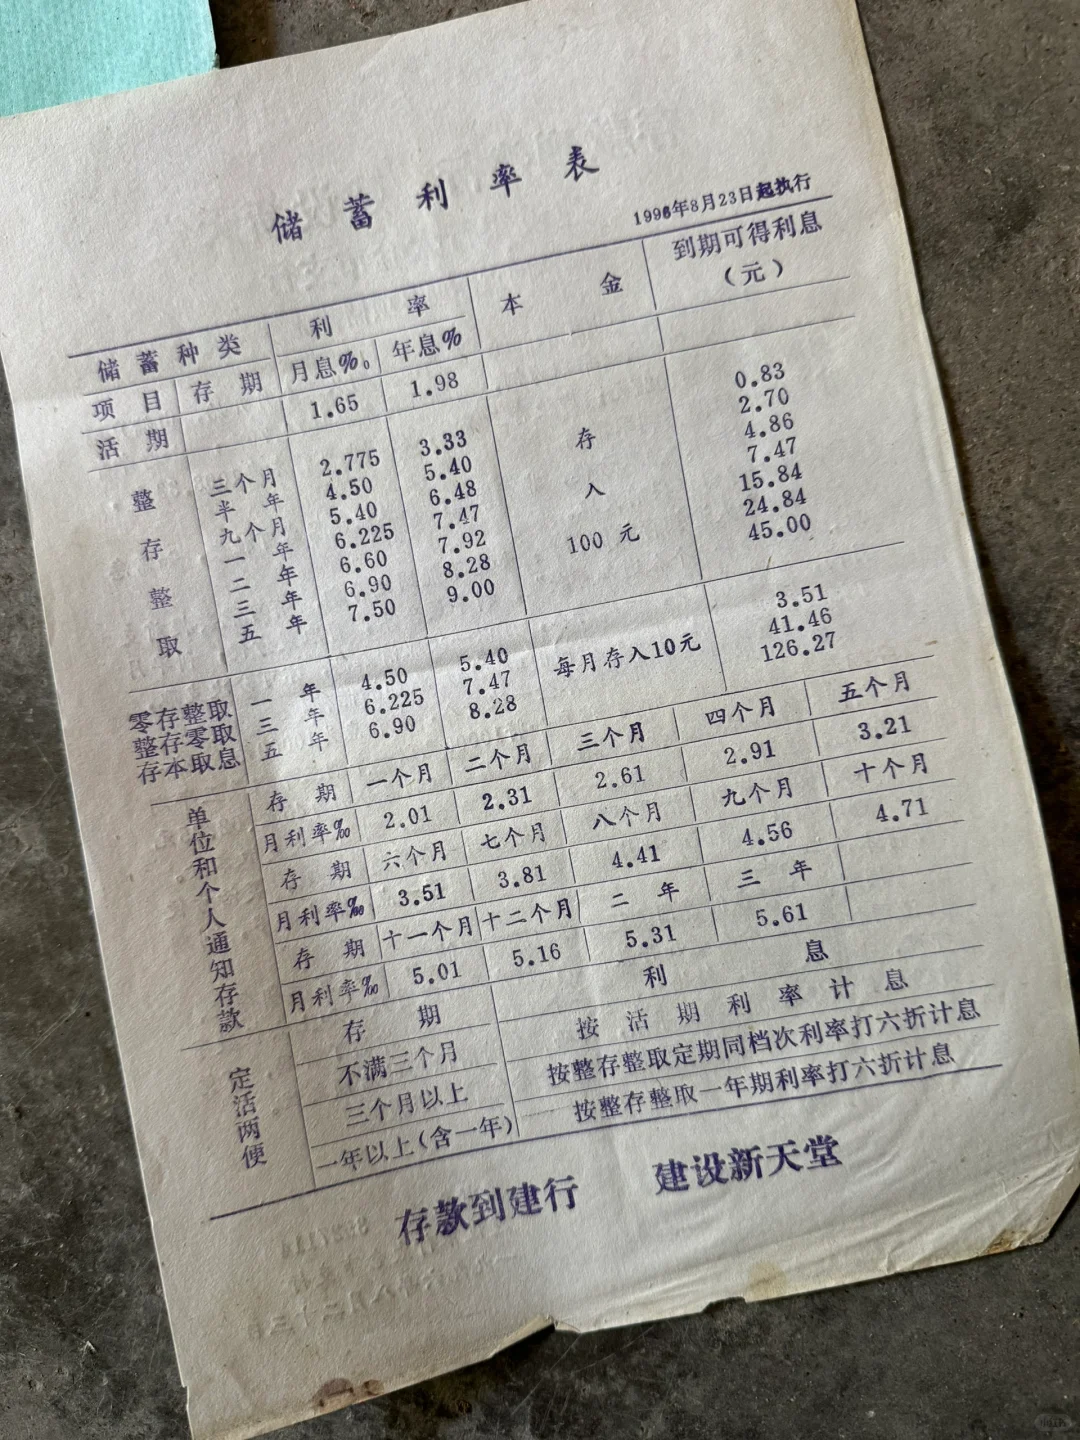 储蓄利率表
1996年8月23日起执行
储蓄种类 利率 本金 到期可得利息
（元）
项目 存期 月息‰ 年息%
活期 1.65 1.98
整存整取 存入100元
三个月 2.775 3.33 0.83
半年 4.50 5.40 2.70
九个月 5.40 6.48 4.86
一年 6.225 7.47 7.47
二年 6.60 7.92 15.84
三年 6.90 8.28 24.84
五年 7.50 9.00 45.00
零存整取 一年 4.50 5.40 每月存入10元 3.51
整存零取 三年 6.225 7.47 41.46
存本取息 五年 6.90 8.28 126.27
单位和个人通知存款
存期 一个月 二个月 三个月 四个月 五个月
月利率‰ 2.01 2.31 2.61 2.91 3.21
存期 六个月 七个月 八个月 九个月 十个月
月利率‰ 3.51 3.81 4.41 4.56 4.71
存期 十一个月 十二个月 二年 三年
月利率‰ 5.01 5.16 5.31 5.61
定活两便
存期 利息
不满三个月 按活期利率计息
三个月以上 按整存整取定期同档次利率打六折计息
一年以上(含一年) 按整存整取一年期利率打六折计息
存款到建行 建设新天堂